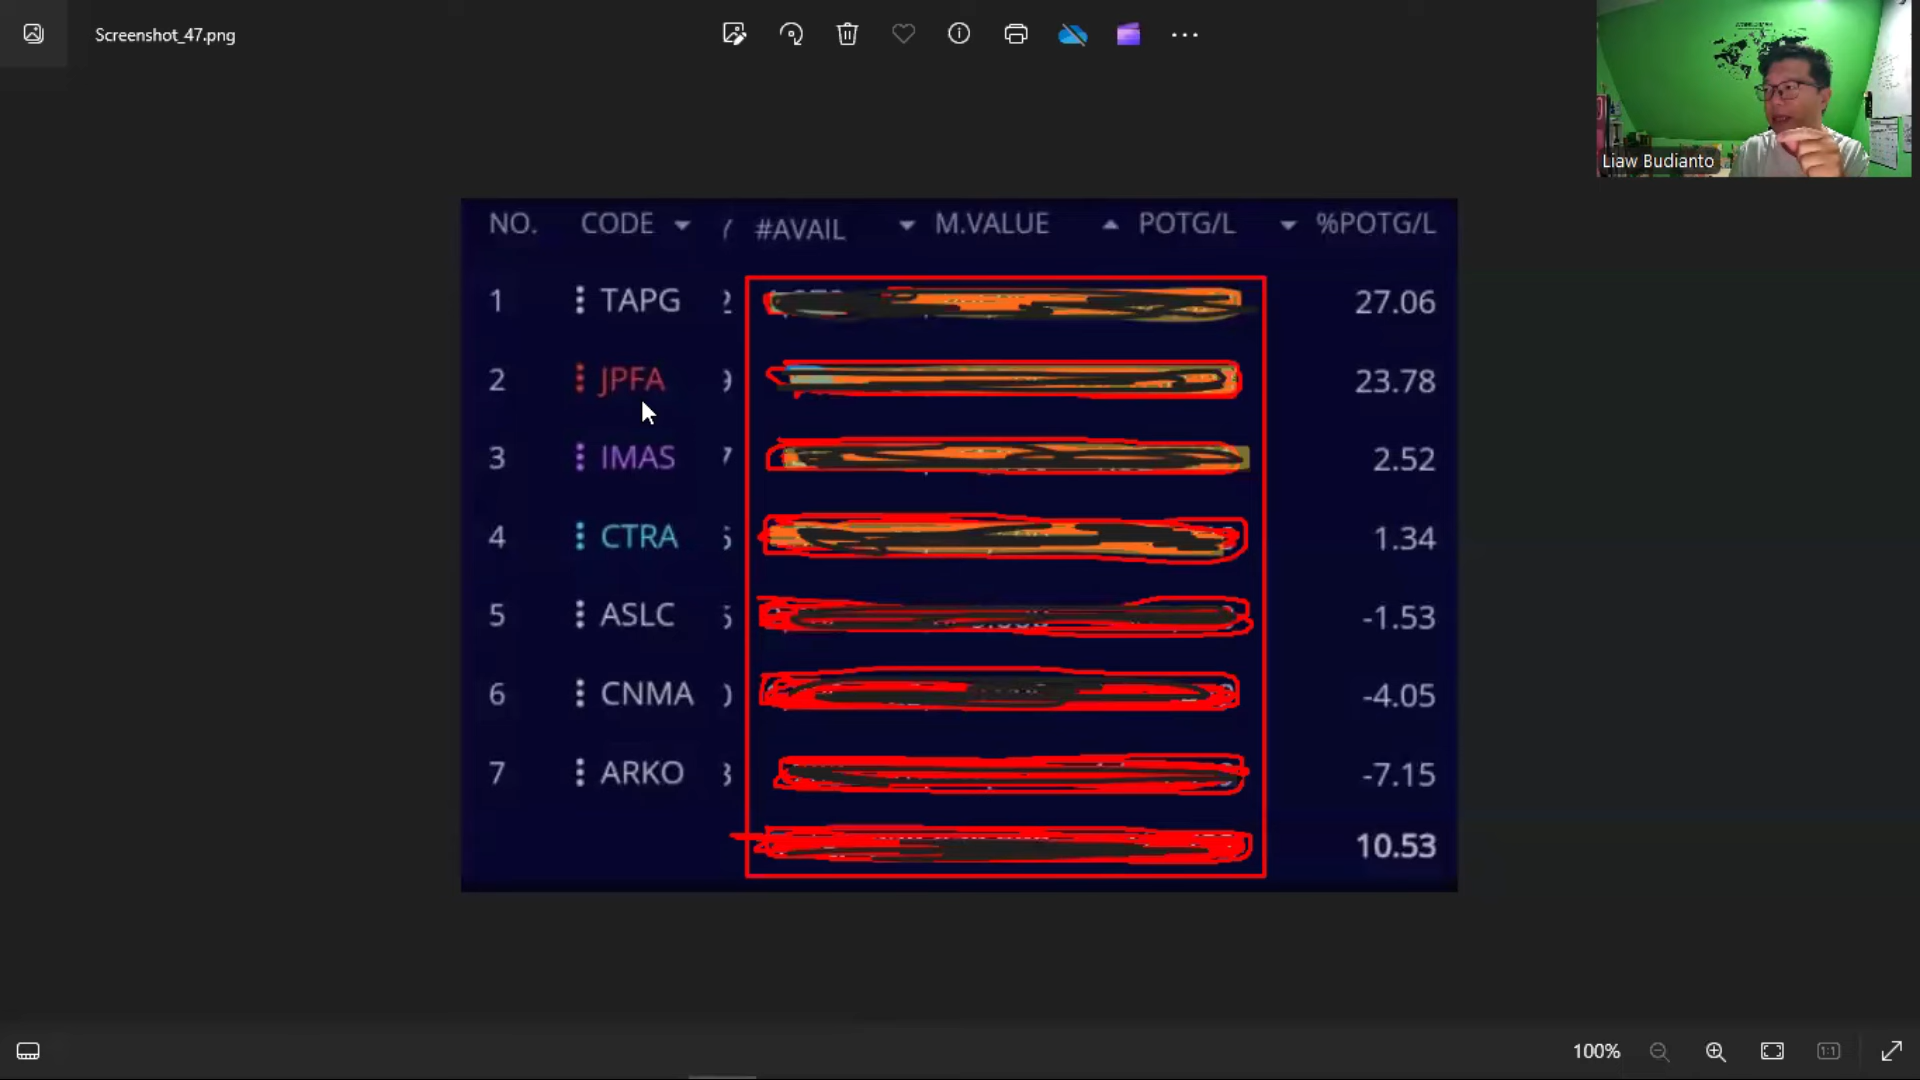 Screenshot_47.png
Liaw Budianto
NO. CODE #AVAIL M.VALUE POTG/L %POTG/L
1 TAPG 27.06
2 JPFA 23.78
3 IMAS 2.52
4 CTRA 1.34
5 ASLC -1.53
6 CNMA -4.05
7 ARKO -7.15
10.53
100%
1:1